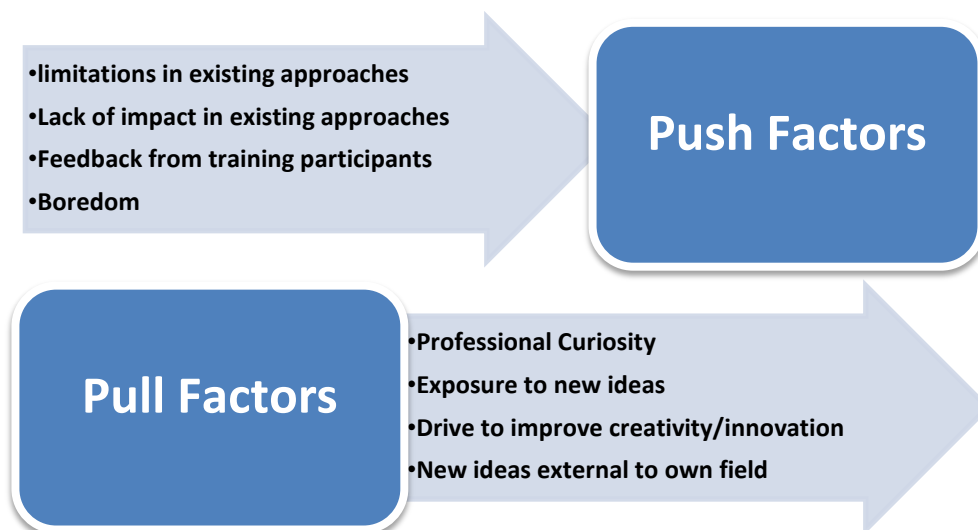 •limitations in existing approaches
•Lack of impact in existing approaches
•Feedback from training participants
•Boredom
Push Factors
Pull Factors
•Professional Curiosity
•Exposure to new ideas
•Drive to improve creativity/innovation
•New ideas external to own field